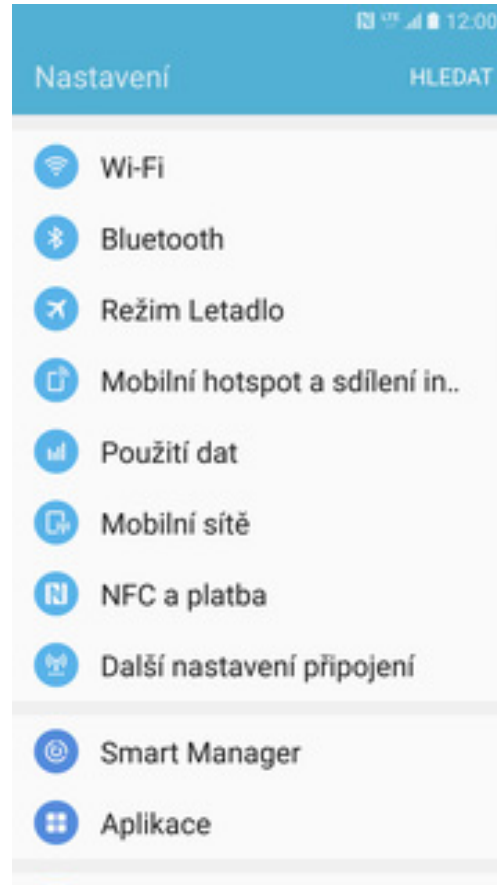 LTE 12:00
Nastavení HLEDAT
Wi-Fi
Bluetooth
Režim Letadlo
Mobilní hotspot a sdílení in..
Použití dat
Mobilní sítě
NFC a platba
Další nastavení připojení
Smart Manager
Aplikace